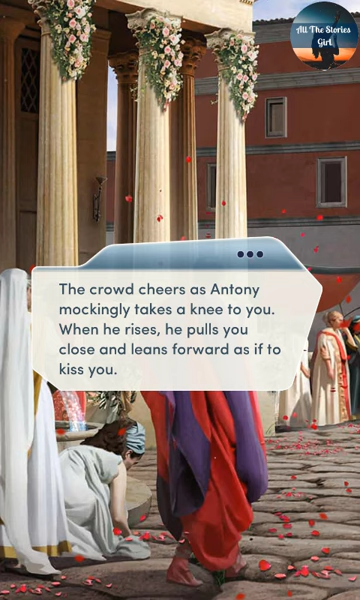 All The Stories
Girl
The crowd cheers as Antony
mockingly takes a knee to you.
When he rises, he pulls you
close and leans forward as if to
kiss you.